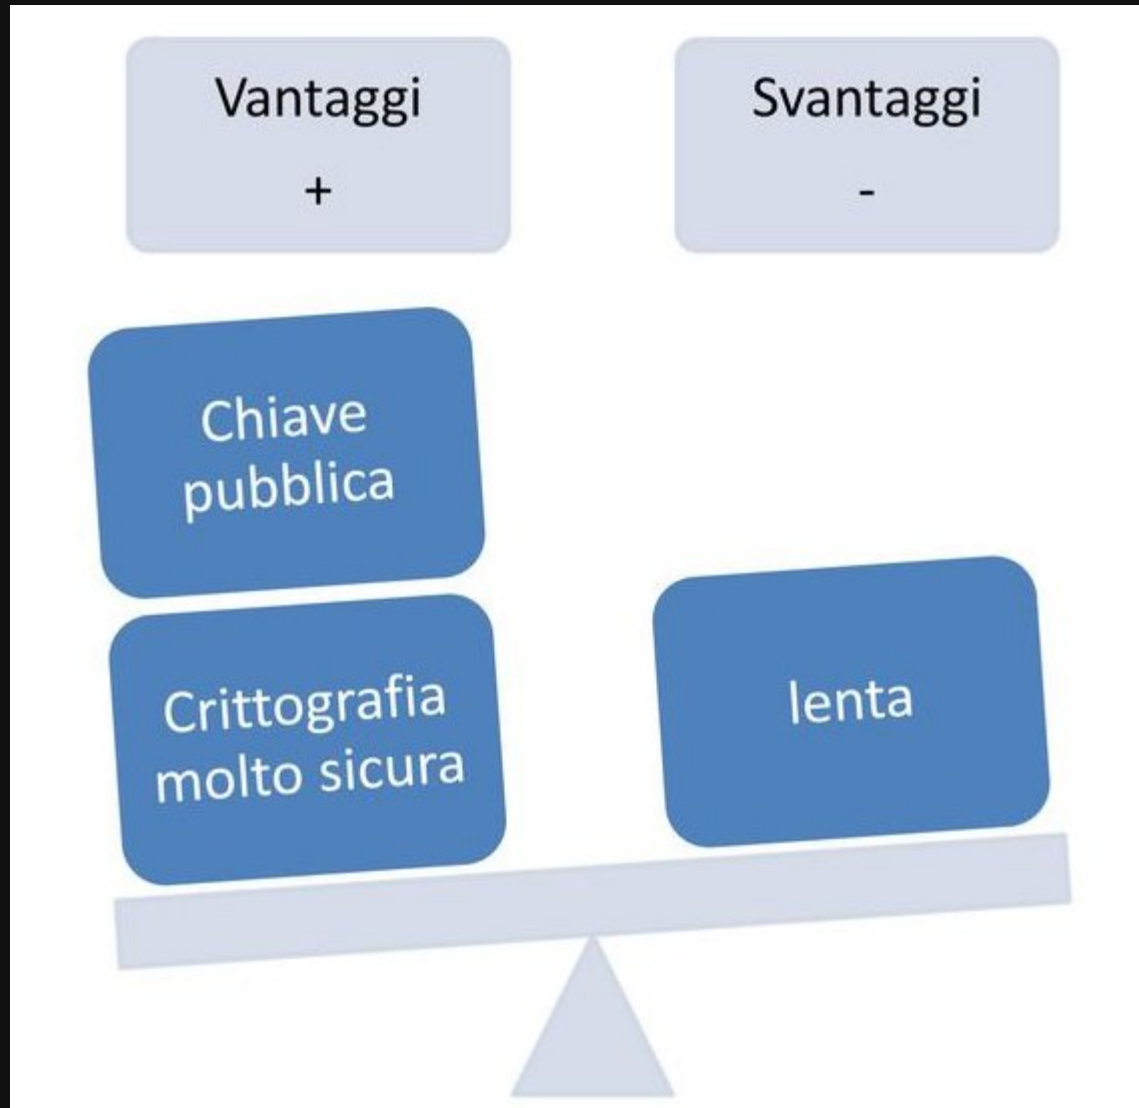 Vantaggi
+
Svantaggi
-
Chiave
pubblica
Crittografia
molto sicura
lenta